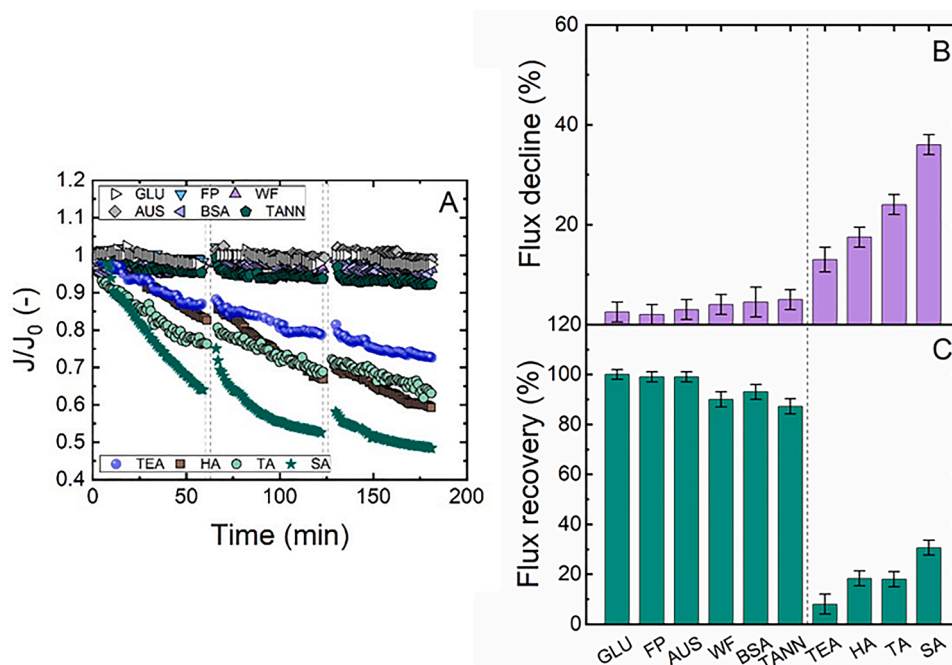 A
1.2
1.1
1
0.9
0.8
0.7
0.6
0.5
0.4
J/J0 (-)
GLU FP WF
AUS BSA TANN
TEA HA TA SA
0 50 100 150 200
Time (min)
B
60
40
20
Flux decline (%)
120
C
100
80
60
40
20
0
Flux recovery (%)
GLU FP AUS WF BSA TANN TEA HA TA SA